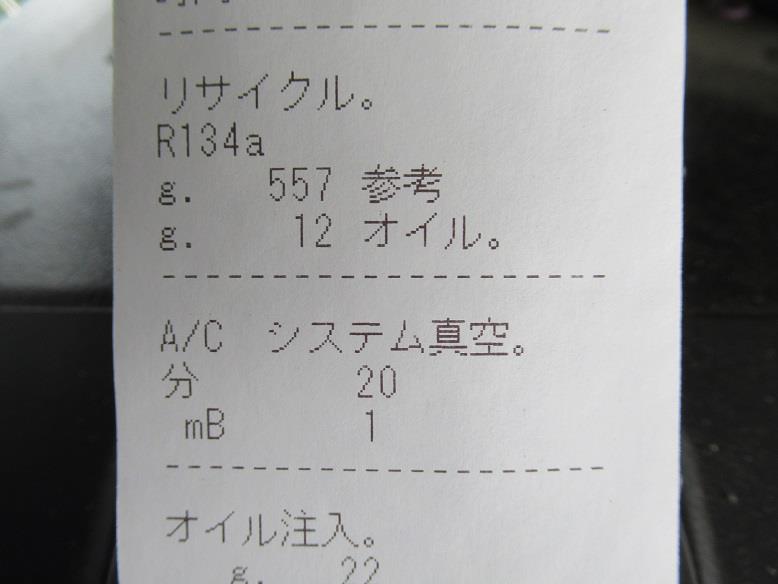 リサイクル。
R134a
g. 557 参考
g. 12 オイル。
A/C システム真空。
分 20
mB 1
オイル注入。
g. 22